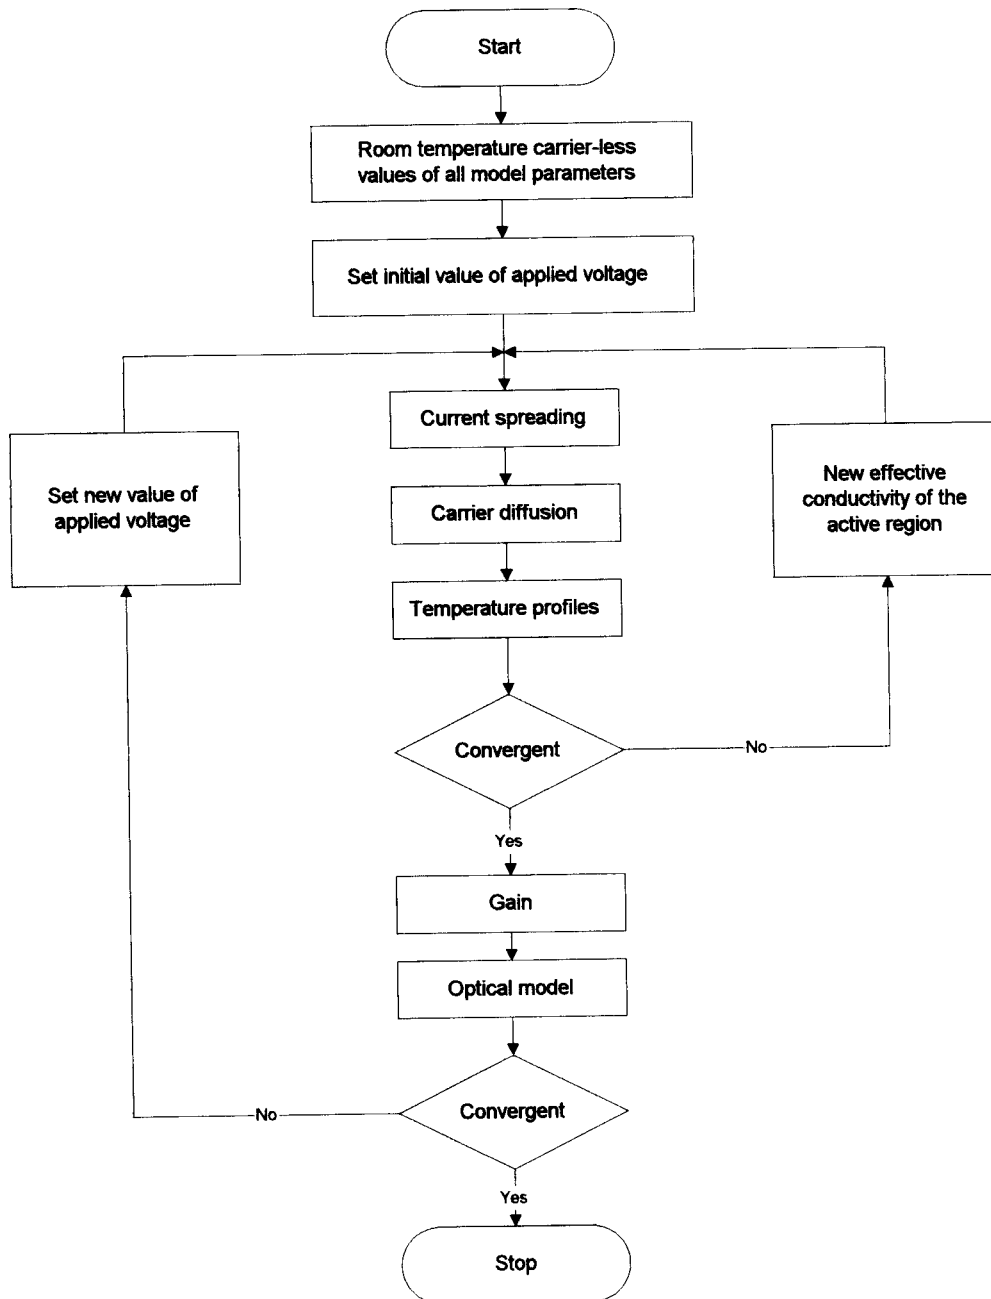 Start
Room temperature carrier-less
values of all model parameters
Set initial value of applied voltage
Current spreading
Set new value of
applied voltage
New effective
conductivity of the
active region
Carrier diffusion
Temperature profiles
Convergent
No
Yes
Gain
Optical model
Convergent
No
Yes
Stop